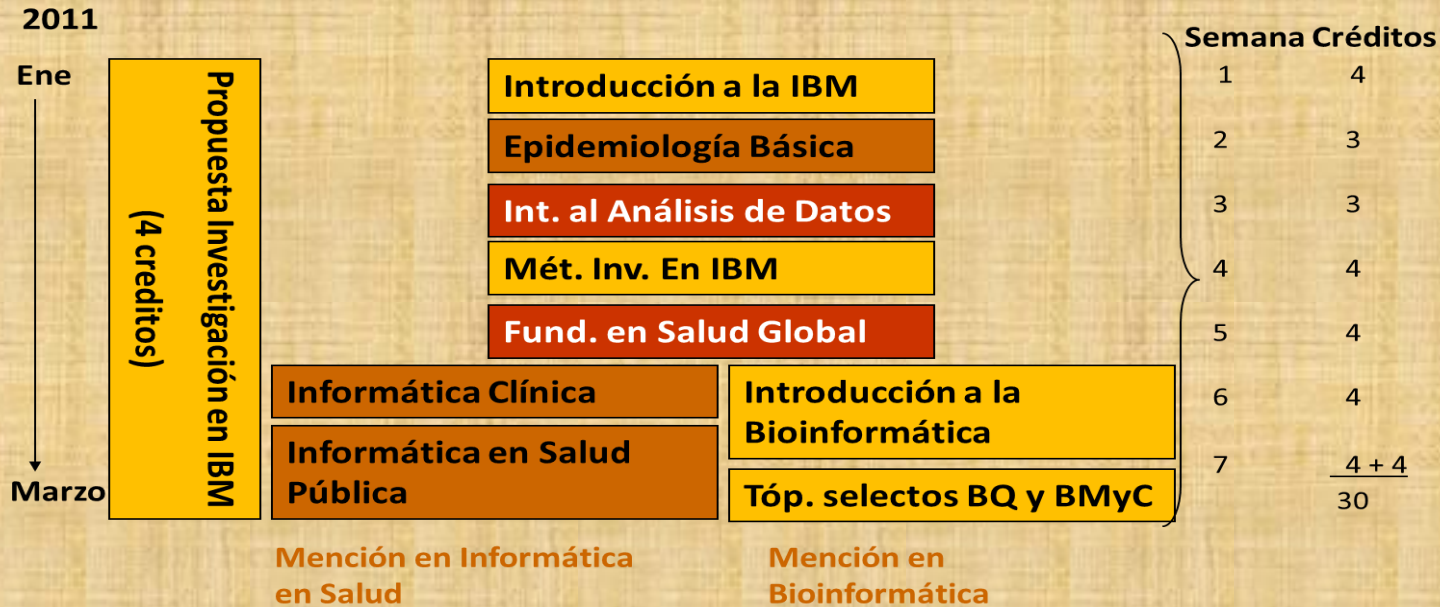 2011
Semana Créditos
Ene
Propuesta Investigación en IBM
(4 creditos)
Introducción a la IBM
1 4
Epidemiología Básica
2 3
Int. al Análisis de Datos
3 3
Mét. Inv. En IBM
4 4
Fund. en Salud Global
5 4
Informática Clínica
Introducción a la
Bioinformática
6 4
Informática en Salud
Pública
Tóp. selectos BQ y BMyC
7 4 + 4
30
Marzo
Mención en Informática
en Salud
Mención en
Bioinformática